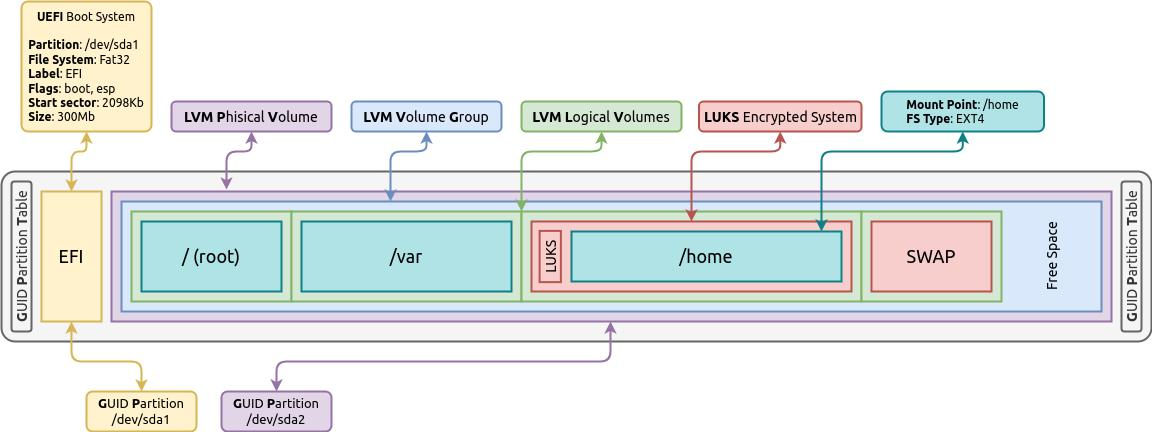 UEFI Boot System
Partition: /dev/sda1
File System: Fat32
Label: EFI
Flags: boot, esp
Start sector: 2098Kb
Size: 300Mb
LVM Phisical Volume
LVM Volume Group
LVM Logical Volumes
LUKS Encrypted System
Mount Point: /home
FS Type: EXT4
GUID Partition Table
EFI
/ (root)
/var
LUKS
/home
SWAP
Free Space
GUID Partition Table
GUID Partition
/dev/sda1
GUID Partition
/dev/sda2